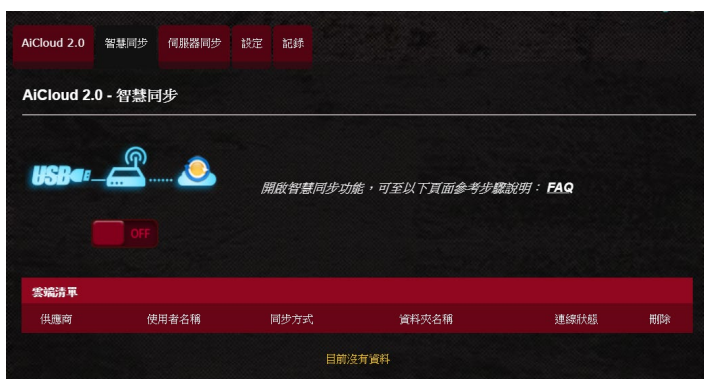 AiCloud 2.0 智慧同步 伺服器同步 設定 記錄
AiCloud 2.0 - 智慧同步
USB
開啟智慧同步功能，可至以下頁面參考步驟說明： FAQ
OFF
雲端清單
供應商 使用者名稱 同步方式 資料夾名稱 連線狀態 刪除
目前沒有資料